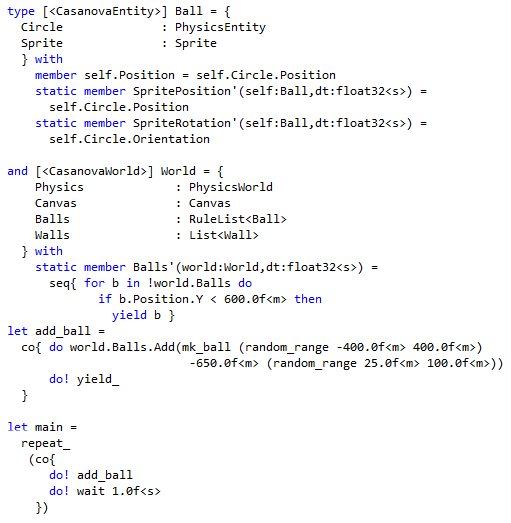 type [<CasanovaEntity>] Ball = {
  Circle             : PhysicsEntity
  Sprite             : Sprite
  } with
    member self.Position = self.Circle.Position
    static member SpritePosition'(self:Ball,dt:float32<s>) =
      self.Circle.Position
    static member SpriteRotation'(self:Ball,dt:float32<s>) =
      self.Circle.Orientation

and [<CasanovaWorld>] World = {
    Physics            : PhysicsWorld
    Canvas             : Canvas
    Balls              : RuleList<Ball>
    Walls              : List<Wall>
  } with
    static member Balls'(world:World,dt:float32<s>) =
      seq{ for b in !world.Balls do
             if b.Position.Y < 600.0f<m> then
               yield b }
let add_ball =
  co{ do world.Balls.Add(mk_ball (random_range -400.0f<m> 400.0f<m>)
                          -650.0f<m> (random_range 25.0f<m> 100.0f<m>))
      do! yield_
  }

let main =
  repeat_
   (co{
      do! add_ball
      do! wait 1.0f<s>
    })